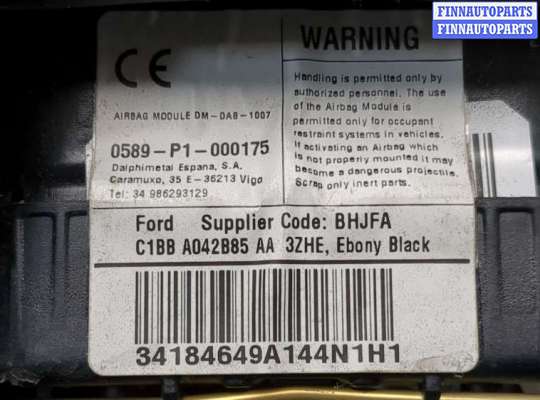 FINNAUTOPARTS
FINNAUTOPARTS
CE
AIRBAG MODULE DM-DAB-1007
0589-P1-000175
Dalphimetal Espana, S.A.
Caramuxo, 35 E-36213 Vigo
Tel: 34 986293129
WARNING
Handling is permitted only by
authorized personnel. The use
of the Airbag Module is
permitted only for occupant
restraint systems in vehicles.
If activating an Airbag which
is not properly mounted it may
become a dangerous projectile.
Scrap only inert parts.
Ford Supplier Code: BHJFA
C1BB A042B85 AA 3ZHE, Ebony Black
34184649A144N1H1